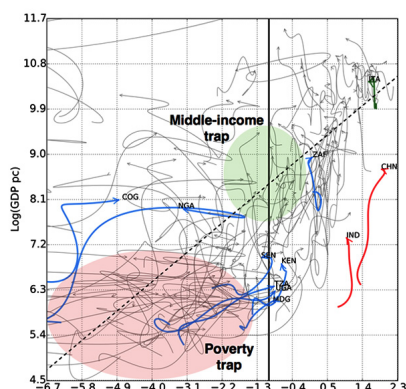 11.7
10.8
9.9
9.0
8.1
7.2
6.3
5.4
4.5
Log(GDP pc)
Middle-income
trap
Poverty
trap
ITA
ZAF
CHN
COG
NGA
IND
SEN
KEN
MDG
−5.8
−4.9
−4.0
−3.1
−2.2
−1.3
−0.4
0.5
1.4
2.3